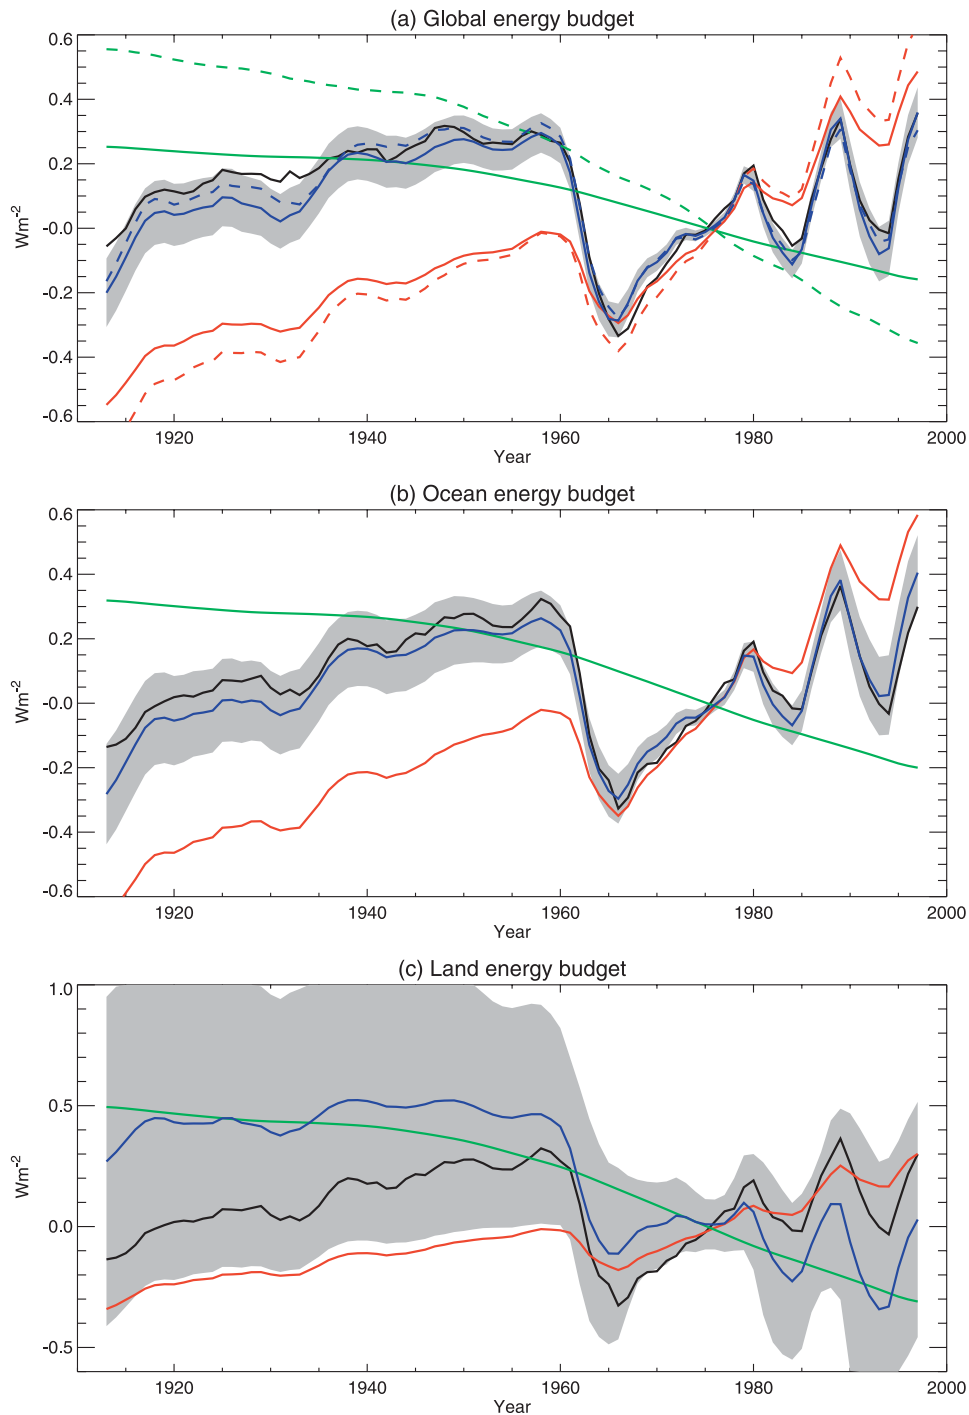 (a) Global energy budget
0.6
0.4
0.2
-0.0
-0.2
-0.4
-0.6
Wm-2
1920 1940 1960 1980 2000
Year
(b) Ocean energy budget
0.6
0.4
0.2
-0.0
-0.2
-0.4
-0.6
Wm-2
1920 1940 1960 1980 2000
Year
(c) Land energy budget
1.0
0.5
0.0
-0.5
Wm-2
1920 1940 1960 1980 2000
Year